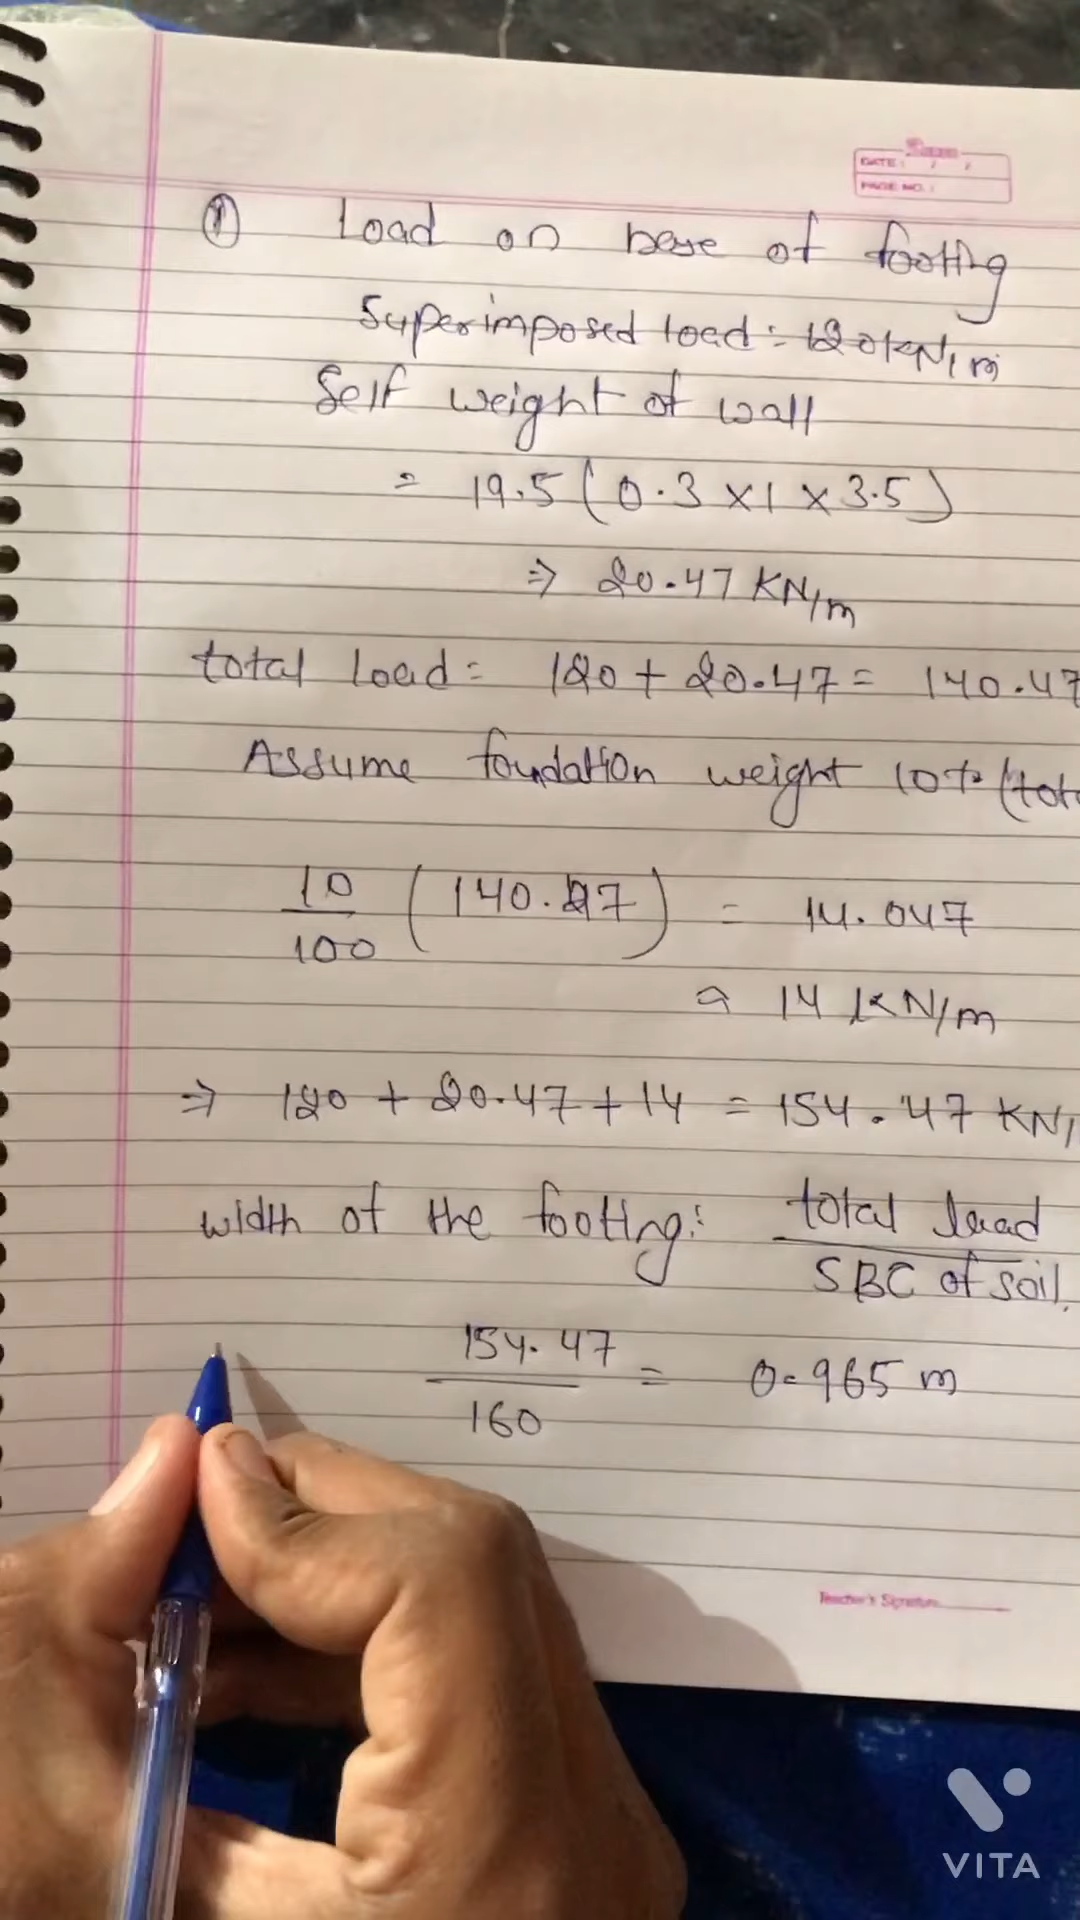 Saam
DATE : / /
PAGE NO. :
① Load on base of footing
Superimposed load = 120 KN/m
Self weight of wall
= 19.5 (0.3 × 1 × 3.5)
⇒ 20.47 KN/m
total load = 120 + 20.47 = 140.47
Assume foundation weight 10% (tot
10/100 (140.47) = 14.047
= 14 KN/m
⇒ 120 + 20.47 + 14 = 154.47 KN/
width of the footing: total load
SBC of soil.
154.47/160 = 0.965 m
Teacher's Signature
VITA